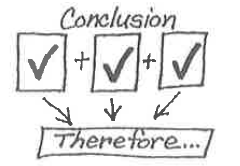 Conclusion
✓ + ✓ + ✓
Therefore...